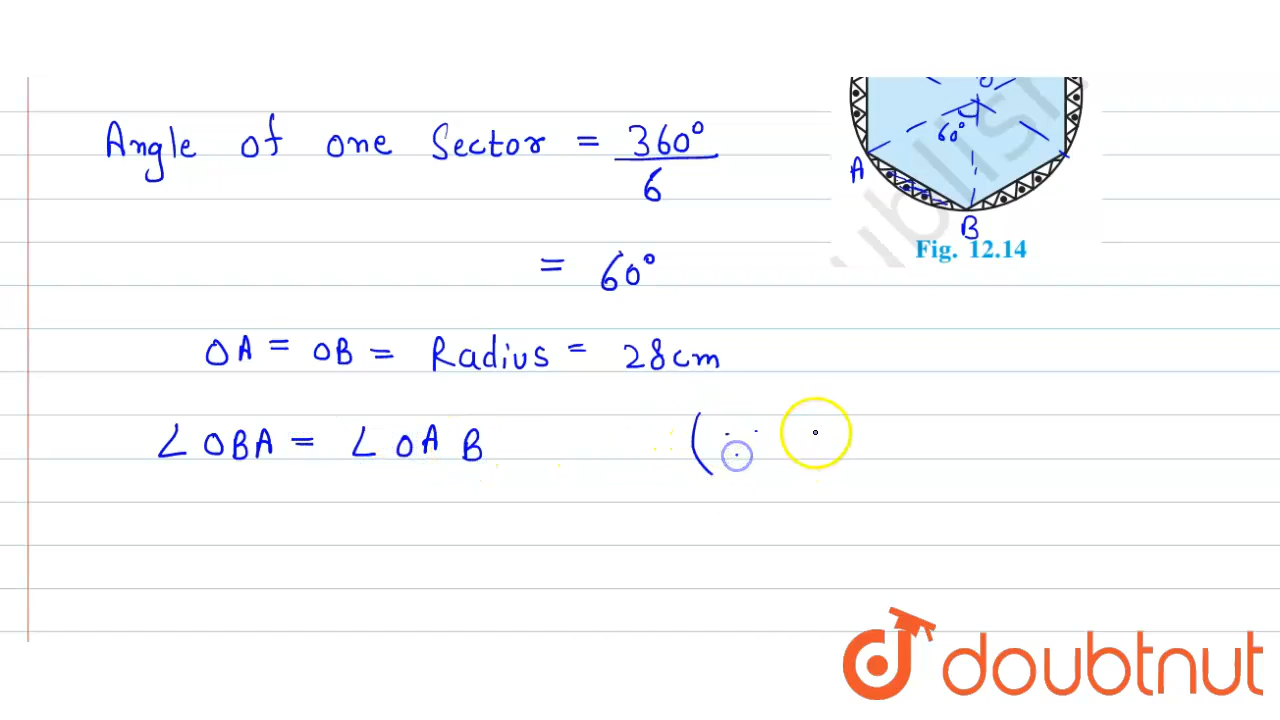 Angle of one Sector = 360°
6
= 60°
OA = OB = Radius = 28cm
∠OBA = ∠OAB (∵
O
60°
A
B
Fig. 12.14
doubtnut